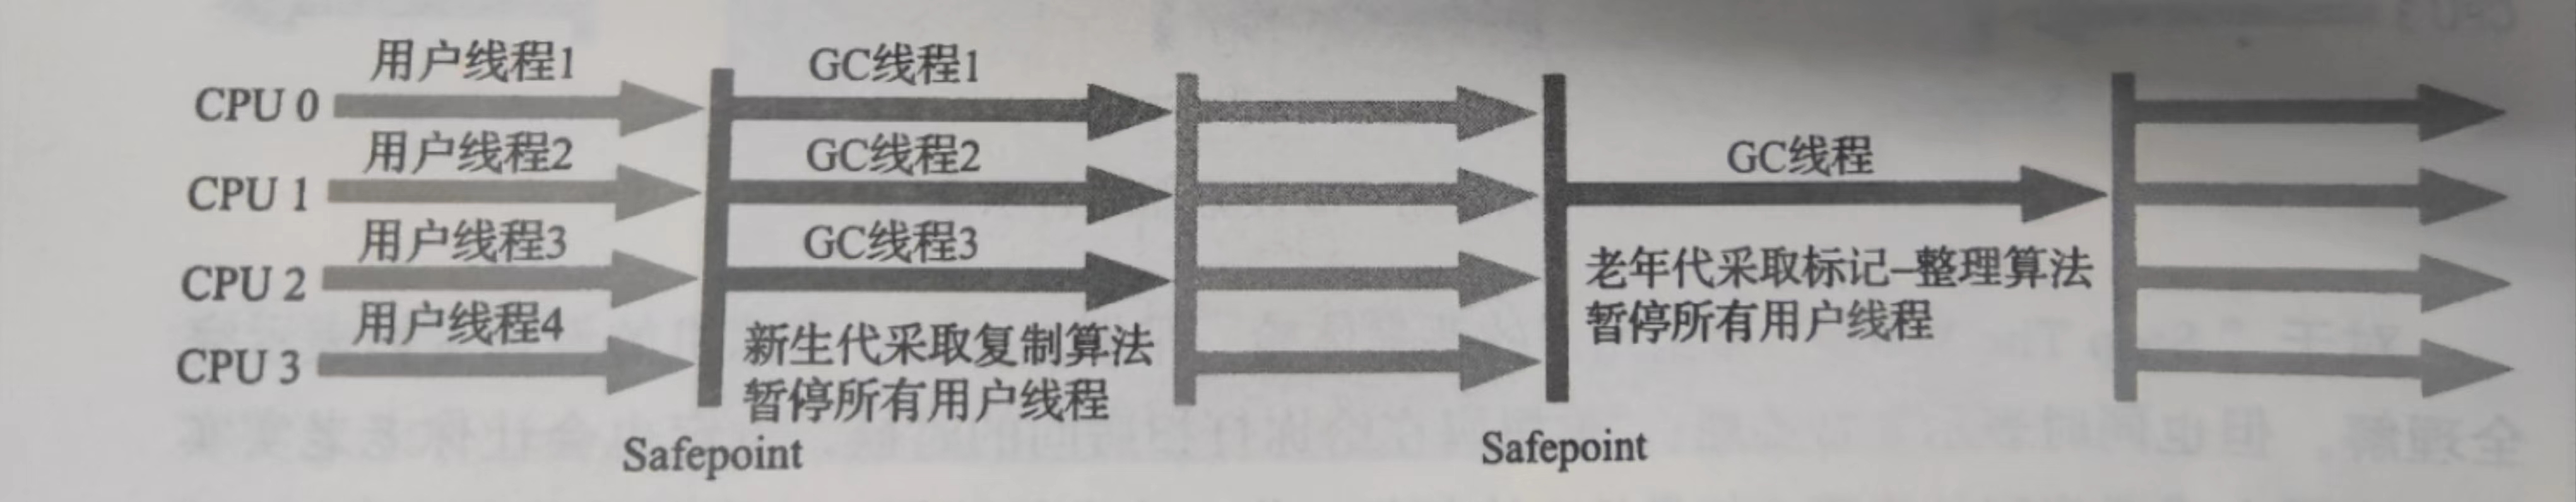 用户线程1
GC线程1
CPU 0
用户线程2
GC线程2
GC线程
CPU 1
用户线程3
GC线程3
CPU 2
老年代采取标记–整理算法
暂停所有用户线程
用户线程4
新生代采取复制算法
暂停所有用户线程
CPU 3
Safepoint
Safepoint